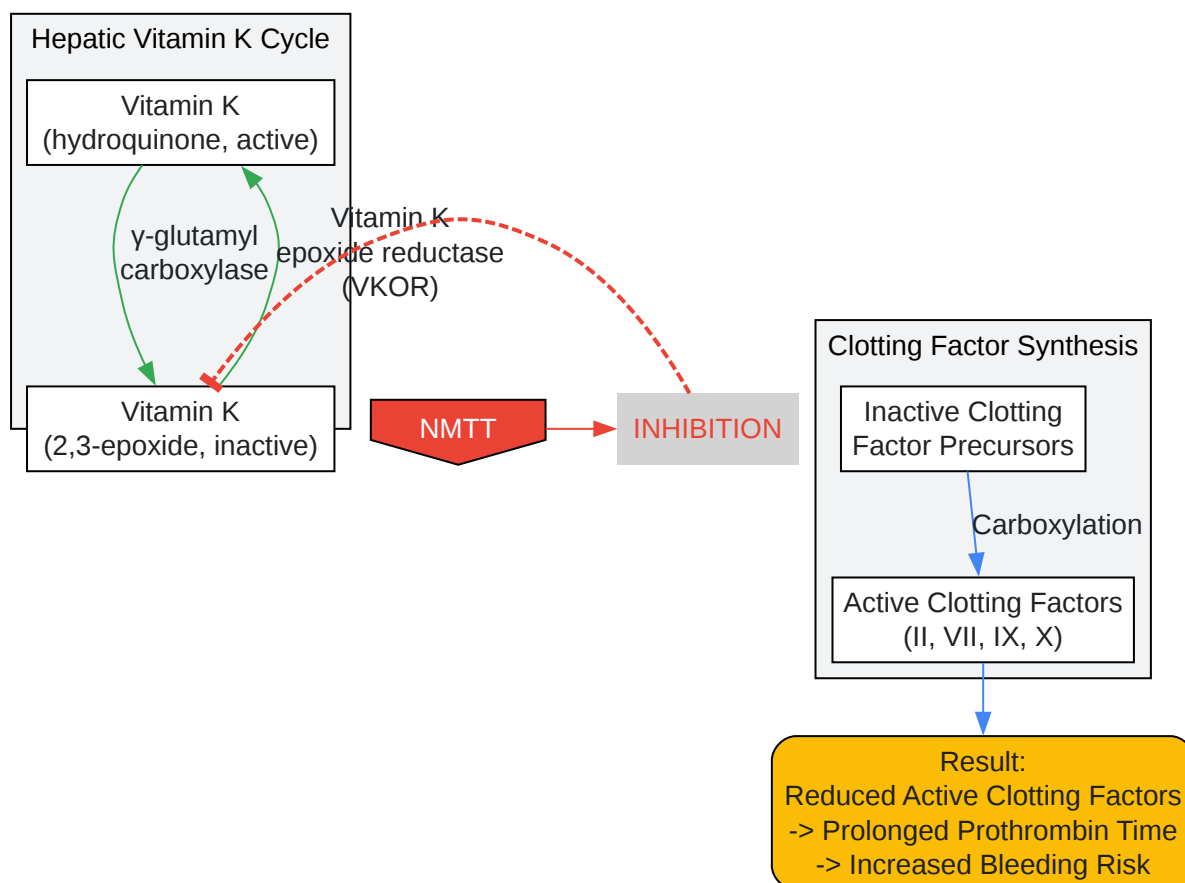 Hepatic Vitamin K Cycle
Vitamin K
(hydroquinone, active)
γ-glutamyl
carboxylase
Vitamin K
epoxide reductase
(VKOR)
Vitamin K
(2,3-epoxide, inactive)
NMTT
INHIBITION
Clotting Factor Synthesis
Inactive Clotting
Factor Precursors
Carboxylation
Active Clotting Factors
(II, VII, IX, X)
Result:
Reduced Active Clotting Factors
-> Prolonged Prothrombin Time
-> Increased Bleeding Risk